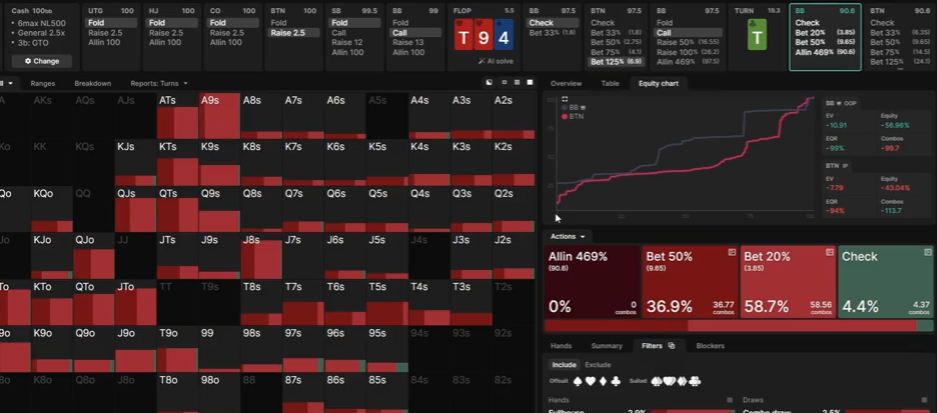 Cash 100bb
• 6max NL500
• General 2.5x
• 3b: GTO
Change
UTG 100
Fold
Raise 2.5
Allin 100
HJ 100
Fold
Raise 2.5
Allin 100
CO 100
Fold
Raise 2.5
Allin 100
BTN 100
Fold
Raise 2.5
SB 99.5
Fold
Call
Raise 12
Allin 100
BB 99
Fold
Call
Raise 13
Allin 100
FLOP 5.5
T 9 4
AI solve
BB 97.5
Check
Bet 33% (1.8)
BTN 97.5
Check
Bet 33% (1.8)
Bet 50% (2.75)
Bet 75% (4.1)
Bet 125% (6.9)
BB 97.5
Fold
Call
Raise 50% (16.55)
Raise 100% (26.2)
Allin 469% (97.5)
TURN 19.3
T
BB 90.6
Check
Bet 20% (3.85)
Bet 50% (9.65)
Allin 469% (90.6)
BTN 90.6
Check
Bet 33% (6.35)
Bet 50% (9.65)
Bet 75% (14.5)
Bet 125% (24.1)
Ranges Breakdown Reports: Turns
Overview Table Equity chart
AKs AQs AJs ATs A9s A8s A7s A6s A5s A4s A3s A2s
KK KQs KJs KTs K9s K8s K7s K6s K5s K4s K3s K2s
KQo QQ QJs QTs Q9s Q8s Q7s Q6s Q5s Q4s Q3s Q2s
KJo QJo JJ JTs J9s J8s J7s J6s J5s J4s J3s J2s
KTo QTo JTo TT T9s T8s T7s T6s T5s T4s T3s T2s
K9o Q9o J9o T9o 99 98s 97s 96s 95s 94s 93s 92s
K8o Q8o J8o T8o 98o 88 87s 86s 85s 84s 83s 82s
BB
BTN
BB OOP
EV Equity
-10.91 -56.96%
EQR Combos
-99% -99.7
BTN IP
EV Equity
-7.79 -43.04%
EQR Combos
-94% -113.7
Actions
Allin 469%
(90.6)
0% 0 combos
Bet 50%
(9.65)
36.9% 36.77 combos
Bet 20%
(3.85)
58.7% 58.56 combos
Check
4.4% 4.37 combos
Hands Summary Filters Blockers
Include Exclude
Offsuit Suited
Hands Draws